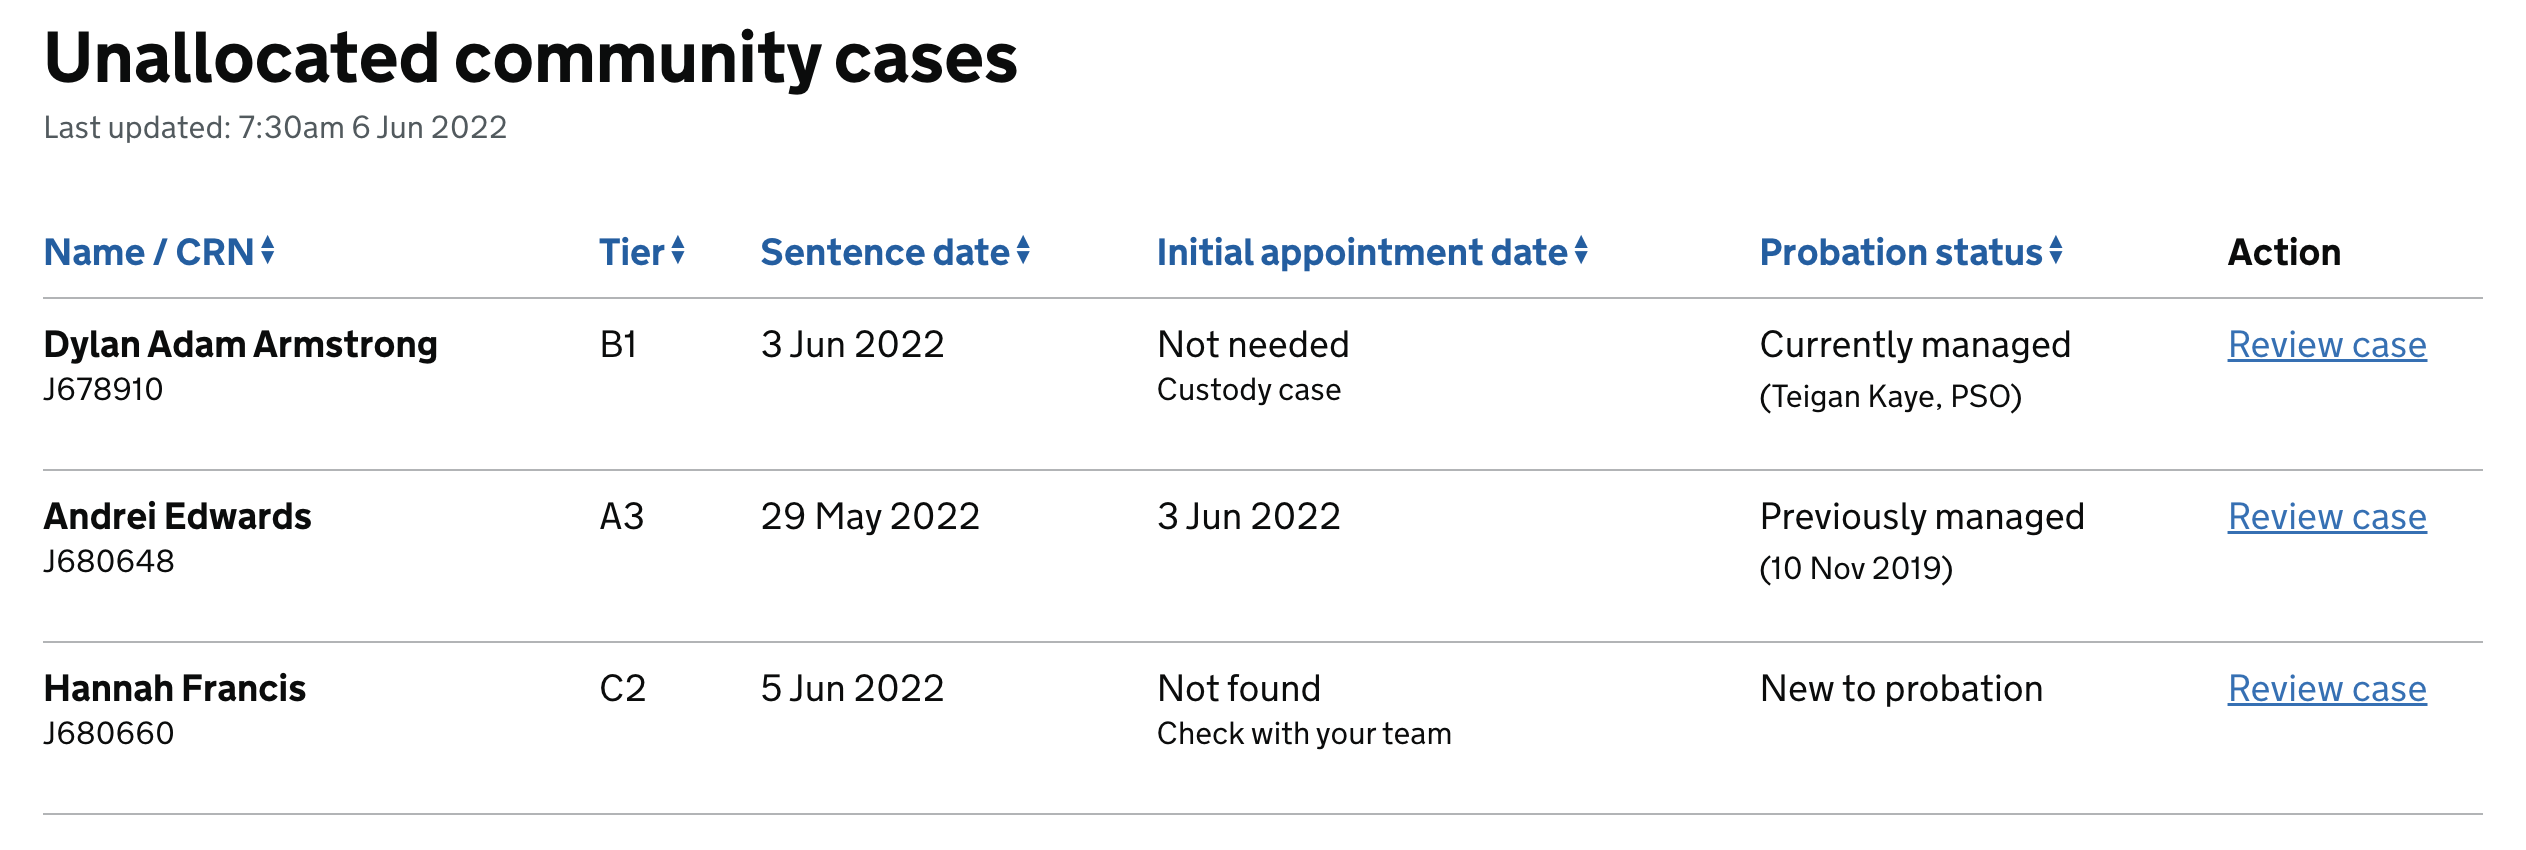 Unallocated community cases
Last updated: 7:30am 6 Jun 2022
Name / CRN Tier Sentence date Initial appointment date Probation status Action
Dylan Adam Armstrong B1 3 Jun 2022 Not needed Currently managed Review case
J678910 Custody case (Teigan Kaye, PSO)
Andrei Edwards A3 29 May 2022 3 Jun 2022 Previously managed Review case
J680648 (10 Nov 2019)
Hannah Francis C2 5 Jun 2022 Not found New to probation Review case
J680660 Check with your team